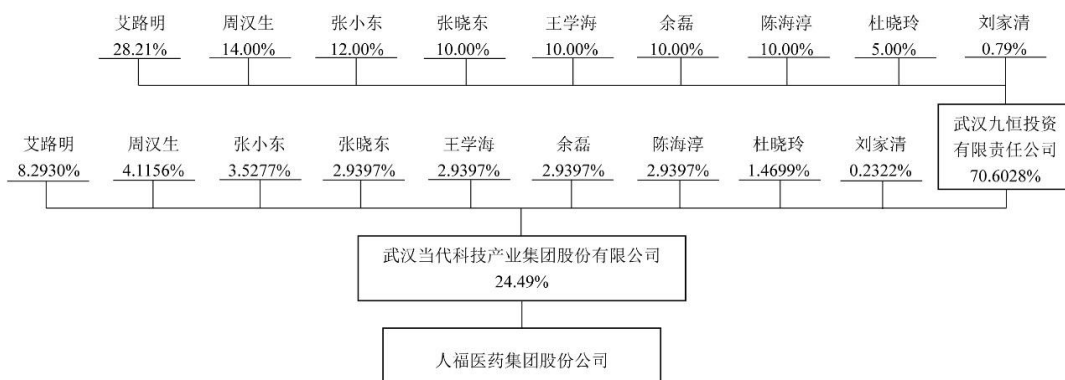 艾路明 周汉生 张小东 张晓东 王学海 余磊 陈海淳 杜晓玲 刘家清
28.21% 14.00% 12.00% 10.00% 10.00% 10.00% 10.00% 5.00% 0.79%
武汉九恒投资
有限责任公司
70.6028%
艾路明 周汉生 张小东 张晓东 王学海 余磊 陈海淳 杜晓玲 刘家清
8.2930% 4.1156% 3.5277% 2.9397% 2.9397% 2.9397% 2.9397% 1.4699% 0.2322%
武汉当代科技产业集团股份有限公司
24.49%
人福医药集团股份公司